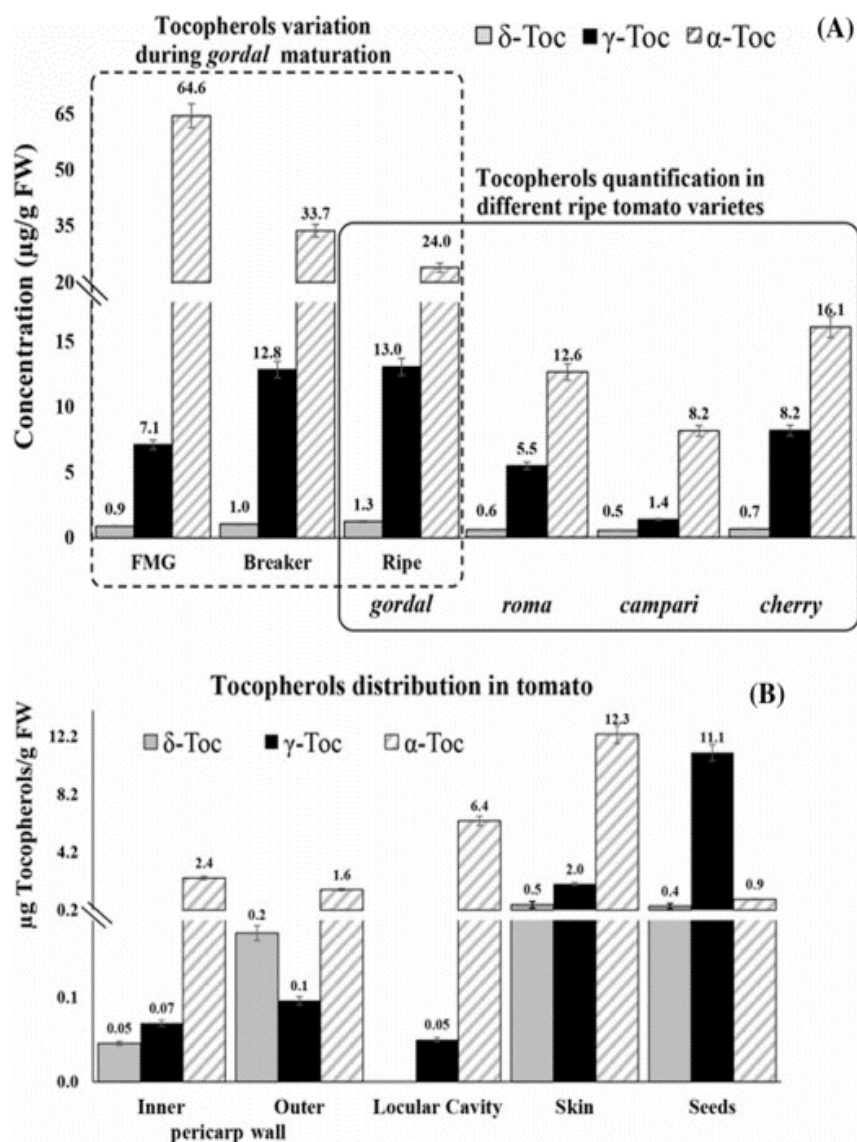 Tocopherols variation
during gordal maturation
δ-Toc γ-Toc α-Toc (A)
Concentration (µg/g FW)
65
50
35
20
15
10
5
0
64.6
33.7
24.0
Tocopherols quantification in
different ripe tomato varietes
0.9 7.1
1.0 12.8
1.3 13.0
0.6 5.5 12.6
0.5 1.4 8.2
0.7 8.2 16.1
FMG Breaker Ripe
gordal roma campari cherry
Tocopherols distribution in tomato (B)
δ-Toc γ-Toc α-Toc
µg Tocopherols/g FW
12.2
8.2
4.2
0.2
0.1
0.0
0.05 0.07 2.4
0.2 0.1 1.6
0.05 6.4
0.5 2.0 12.3
0.4 11.1 0.9
Inner Outer Locular Cavity Skin Seeds
pericarp wall